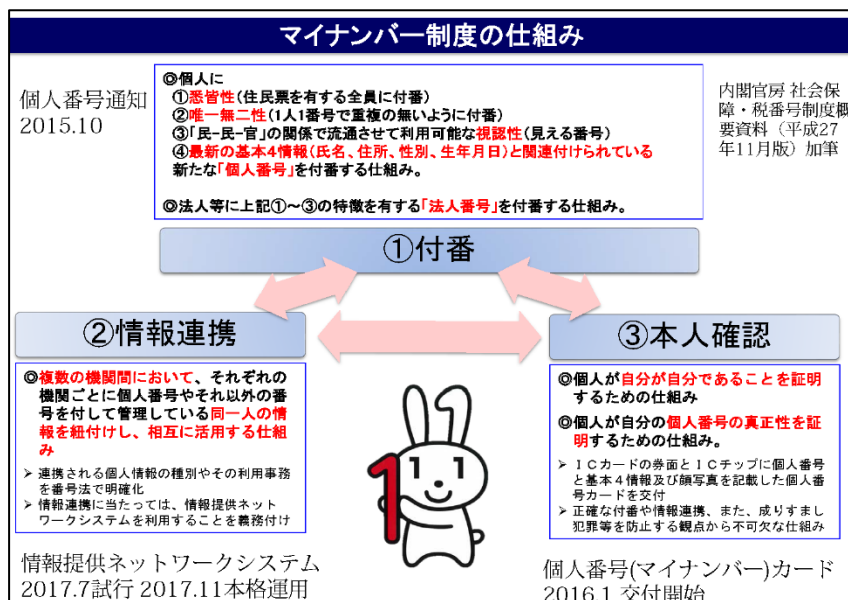 マイナンバー制度の仕組み
個人番号通知
2015.10
◎個人に
①悉皆性(住民票を有する全員に付番)
②唯一無二性(1人1番号で重複の無いように付番)
③「民-民-官」の関係で流通させて利用可能な視認性(見える番号)
④最新の基本4情報(氏名、住所、性別、生年月日)と関連付けられている
新たな「個人番号」を付番する仕組み。
◎法人等に上記①~③の特徴を有する「法人番号」を付番する仕組み。
内閣官房 社会保
障・税番号制度概
要資料(平成27
年11月版)加筆
①付番
②情報連携
◎複数の機関間において、それぞれの
機関ごとに個人番号やそれ以外の番
号を付して管理している同一人の情
報を紐付けし、相互に活用する仕組
み
➢ 連携される個人情報の種別やその利用事務
を番号法で明確化
➢ 情報連携に当たっては、情報提供ネット
ワークシステムを利用することを義務付け
情報提供ネットワークシステム
2017.7試行 2017.11本格運用
1 1 1
③本人確認
◎個人が自分が自分であることを証明
するための仕組み
◎個人が自分の個人番号の真正性を証
明するための仕組み。
➢ ICカードの券面とICチップに個人番号
と基本4情報及び顔写真を記載した個人番
号カードを交付
➢ 正確な付番や情報連携、また、成りすまし
犯罪等を防止する観点から不可欠な仕組み
個人番号(マイナンバー)カード
2016.1 交付開始